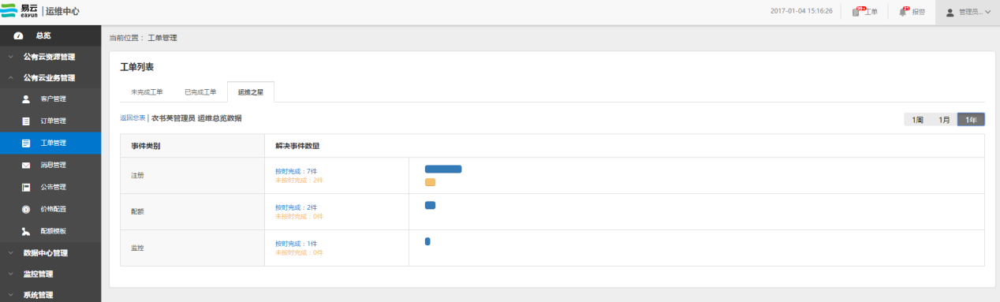 易云
eayun
运维中心
2017-01-04 15:16:26
99+
工单
21
报警
管理员...
总览
公有云资源管理
公有云业务管理
客户管理
订单管理
工单管理
消息管理
公告管理
价格配置
配额模板
数据中心管理
监控管理
系统管理
当前位置： 工单管理
工单列表
未完成工单 已完成工单 运维之星
返回总表 | 衣书荚管理员 运维总览数据
1周 1月 1年
事件类别 解决事件数量
注册
按时完成：7件
未按时完成：2件
配额
按时完成：2件
未按时完成：0件
监控
按时完成：1件
未按时完成：0件